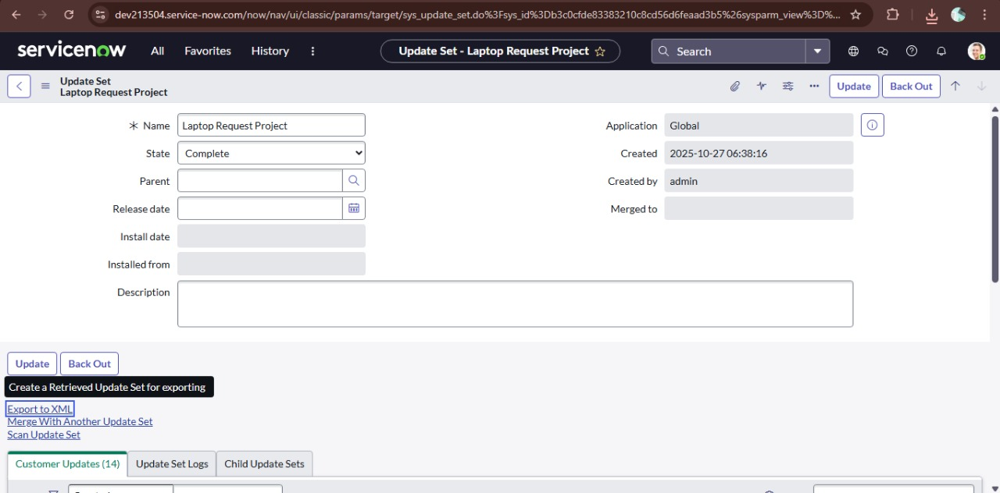 dev213504.service-now.com/now/nav/ui/classic/params/target/sys_update_set.do%3Fsys_id%3Db3c0cfde83383210c8cd56d6feaad3b5%26sysparm_view%3D%...
servicenow All Favorites History Update Set - Laptop Request Project Search
Update Set
Laptop Request Project
Update Back Out
Name Laptop Request Project Application Global
State Complete Created 2025-10-27 06:38:16
Parent Created by admin
Release date Merged to
Install date
Installed from
Description
Update Back Out
Create a Retrieved Update Set for exporting
Export to XML
Merge With Another Update Set
Scan Update Set
Customer Updates (14) Update Set Logs Child Update Sets